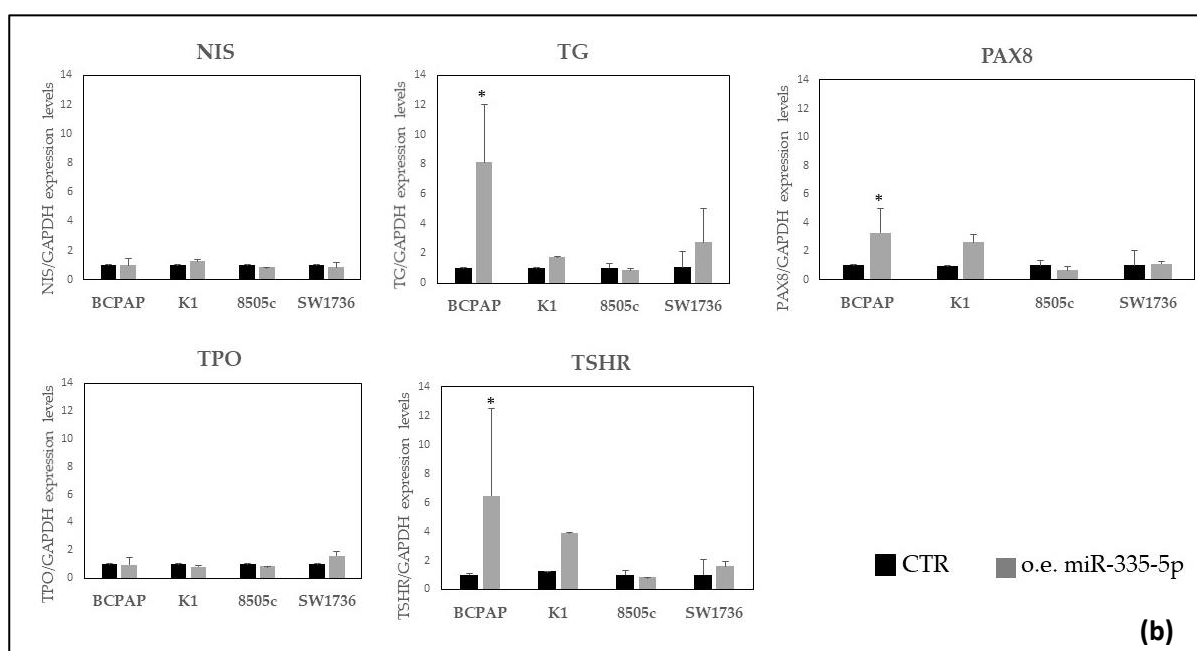 NIS
NIS/GAPDH expression levels
14
12
10
8
6
4
2
0
BCPAP K1 8505c SW1736
TG
TG/GAPDH expression levels
14
12
10
8
6
4
2
0
*
BCPAP K1 8505c SW1736
PAX8
PAX8/GAPDH expression levels
14
12
10
8
6
4
2
0
*
BCPAP K1 8505c SW1736
TPO
TPO/GAPDH expression levels
14
12
10
8
6
4
2
0
BCPAP K1 8505c SW1736
TSHR
TSHR/GAPDH expression levels
14
12
10
8
6
4
2
0
*
BCPAP K1 8505c SW1736
CTR o.e. miR-335-5p
(b)